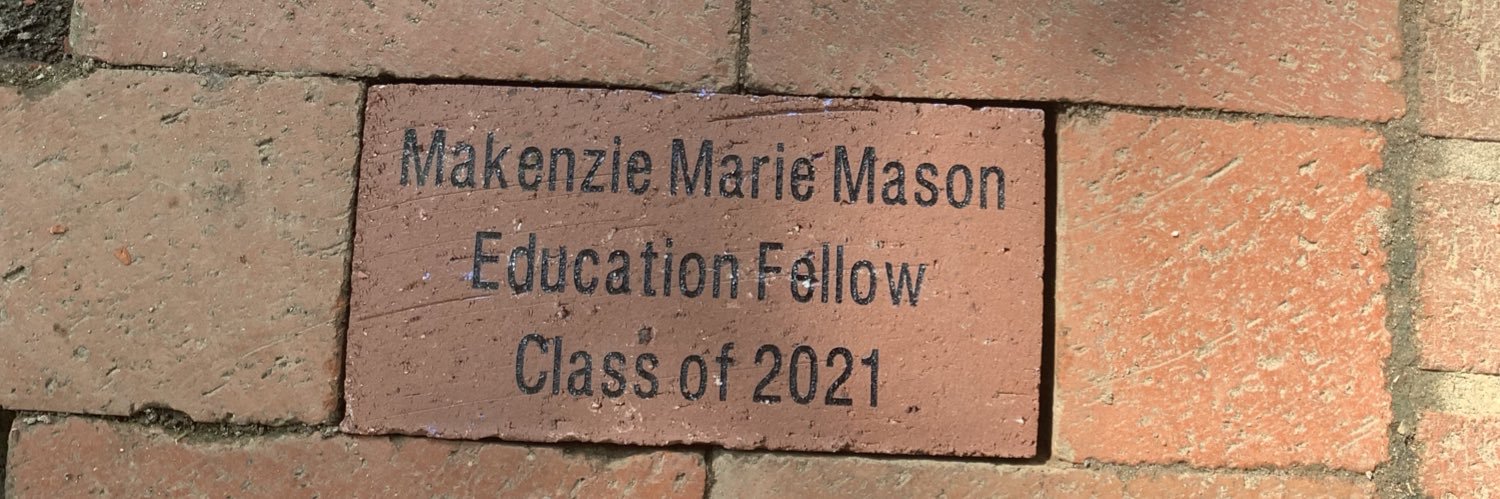 Makenzie Marie Mason
Education Fellow
Class of 2021